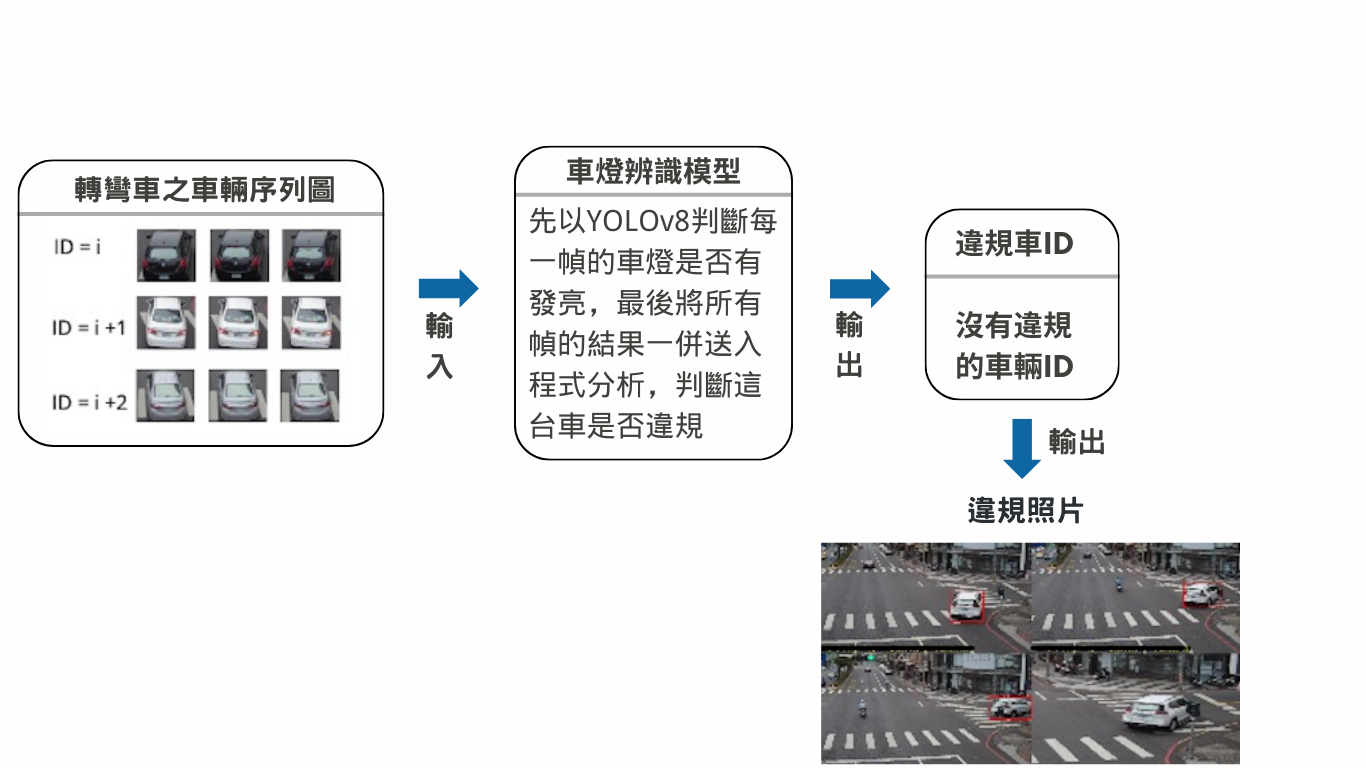 轉彎車之車輛序列圖
ID = i
ID = i +1
ID = i +2
輸
入
車燈辨識模型
先以YOLOv8判斷每
一幀的車燈是否有
發亮，最後將所有
幀的結果一併送入
程式分析，判斷這
台車是否違規
輸
出
違規車ID
沒有違規
的車輛ID
輸出
違規照片